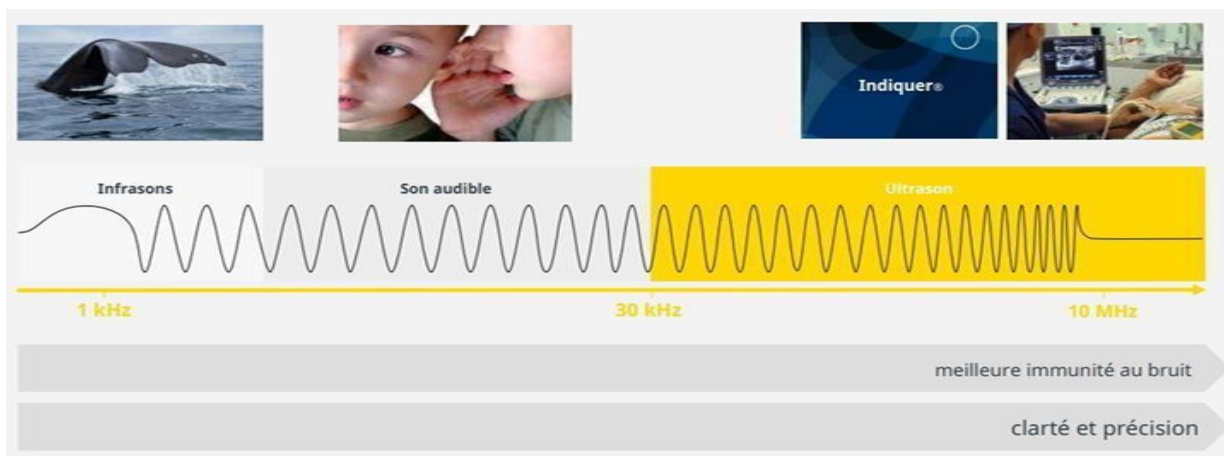 Indiquer®
Infrasons
Son audible
Ultrason
1 kHz
30 kHz
10 MHz
meilleure immunité au bruit
clarté et précision